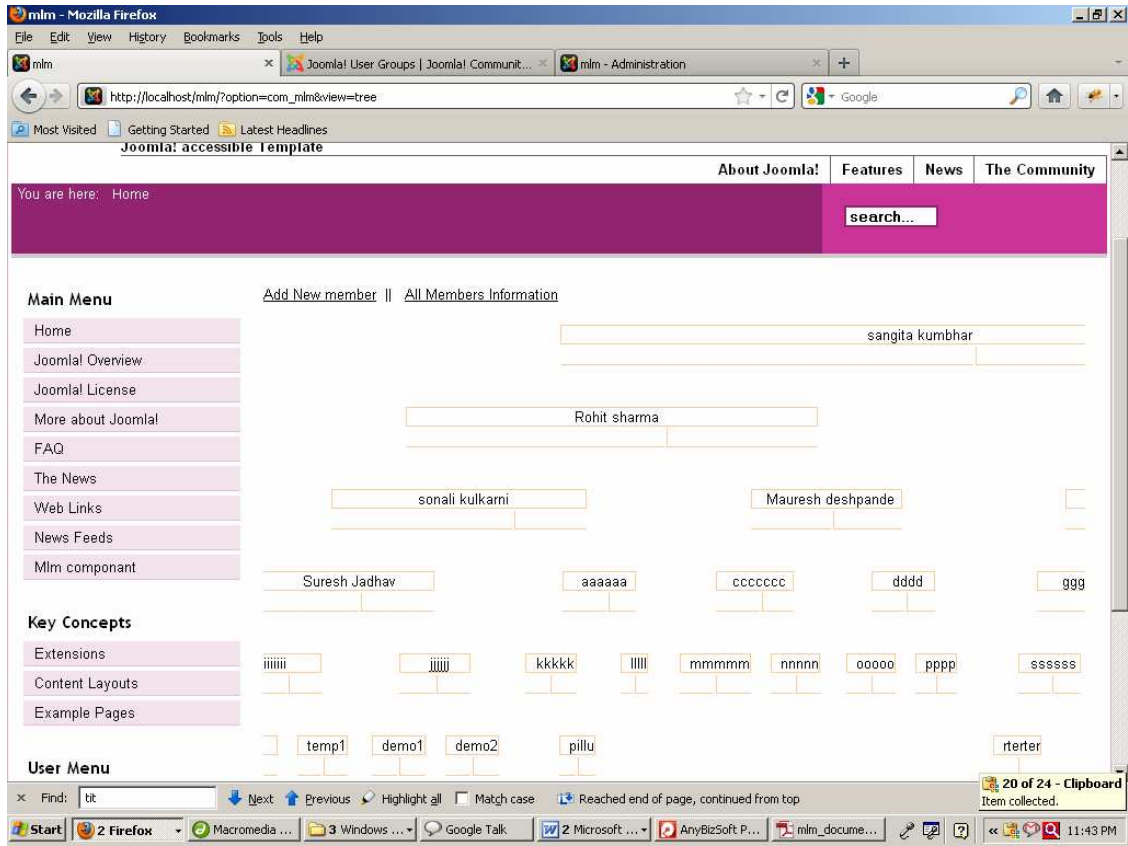 mlm - Mozilla Firefox
File Edit View History Bookmarks Tools Help
mlm
Joomla! User Groups | Joomla! Communit...
mlm - Administration
http://localhost/mlm/?option=com_mlm&view=tree
Google
Most Visited Getting Started Latest Headlines
Joomla! accessible Template
About Joomla! Features News The Community
You are here: Home
search...
Main Menu
Home
Joomla! Overview
Joomla! License
More about Joomla!
FAQ
The News
Web Links
News Feeds
Mlm componant
Key Concepts
Extensions
Content Layouts
Example Pages
User Menu
Add New member || All Members Information
sangita kumbhar
Rohit sharma
sonali kulkarni Mauresh deshpande
Suresh Jadhav aaaaaa ccccccc dddd ggg
iiiiiii jjjjjj kkkkk lllll mmmmm nnnnn ooooo pppp ssssss
temp1 demo1 demo2 pillu rterter
20 of 24 - Clipboard
Item collected.
× Find: tit Next Previous Highlight all Match case Reached end of page, continued from top
Start 2 Firefox Macromedia ... 3 Windows ... Google Talk 2 Microsoft ... AnyBizSoft P... mlm_docume... « 11:43 PM